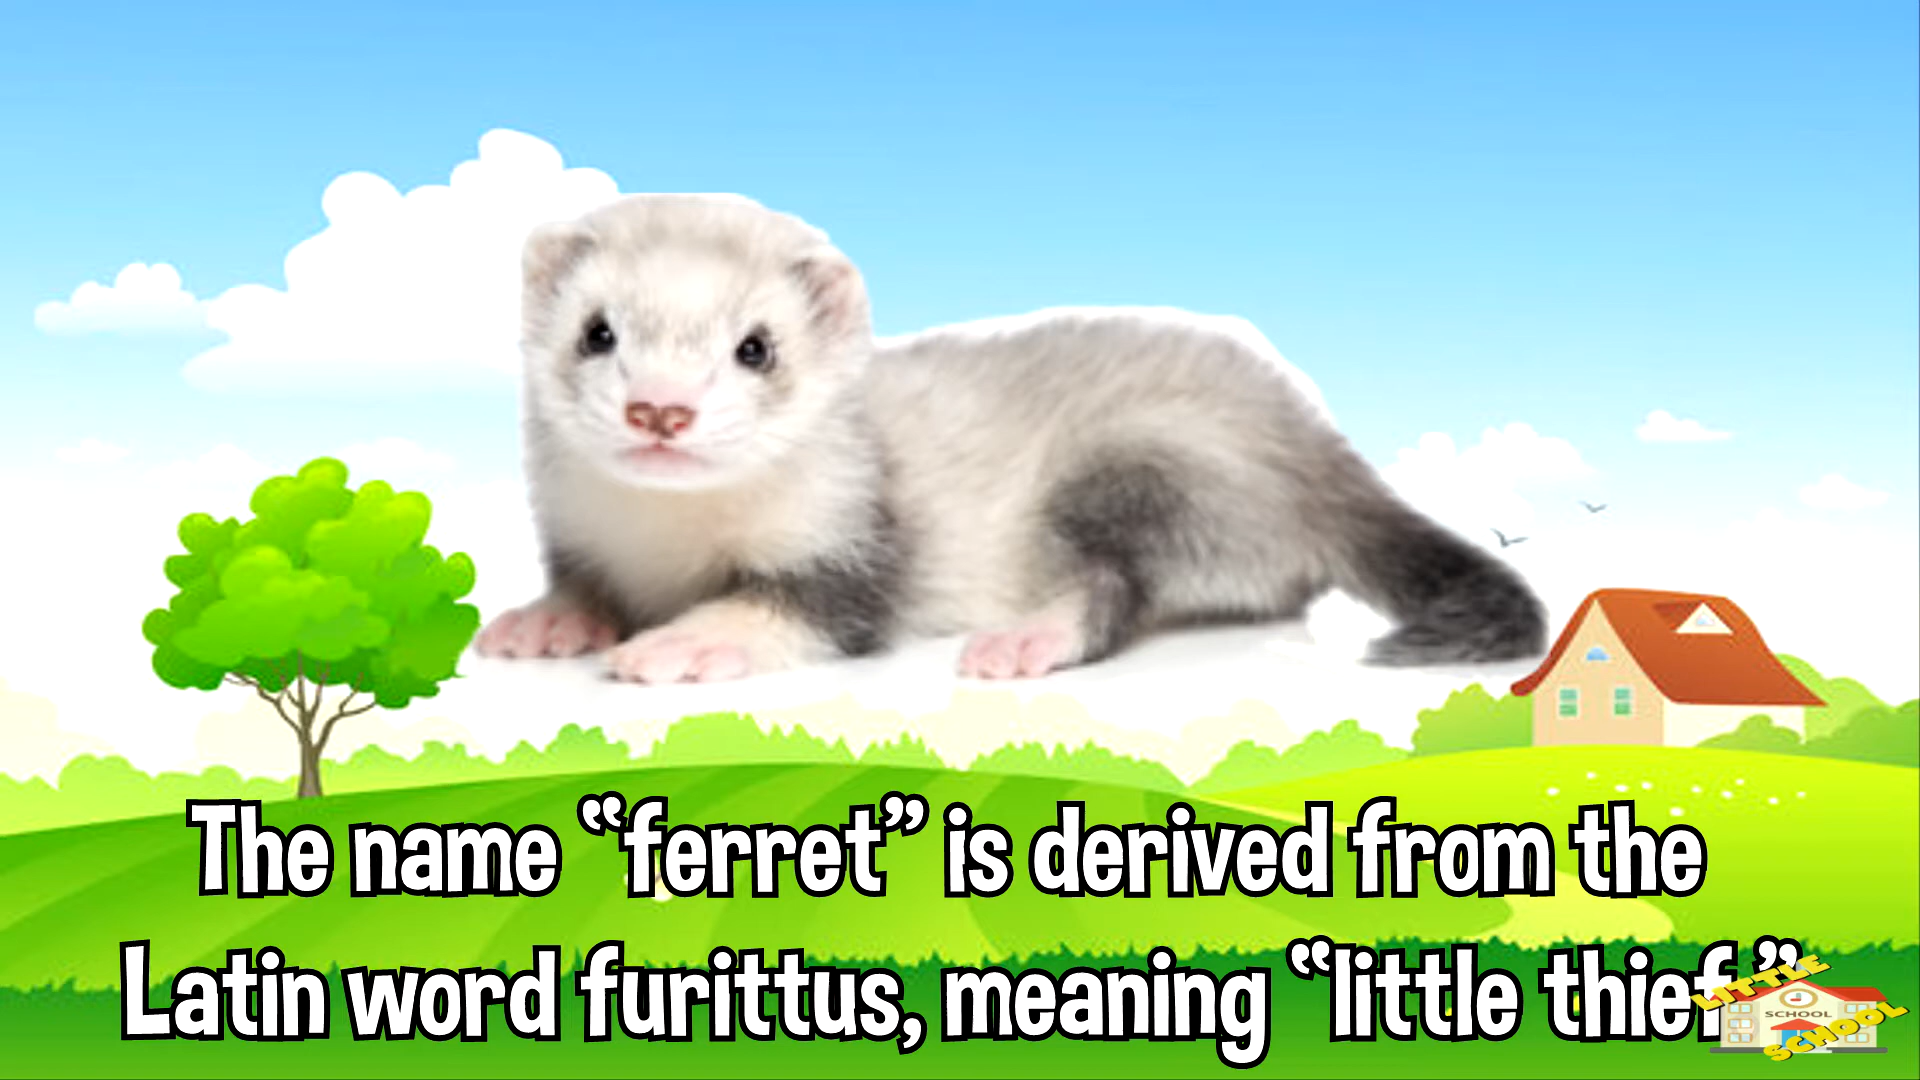 The name “ferret” is derived from the
Latin word furittus, meaning “little thief”
LITTLE
SCHOOL
SCHOOL